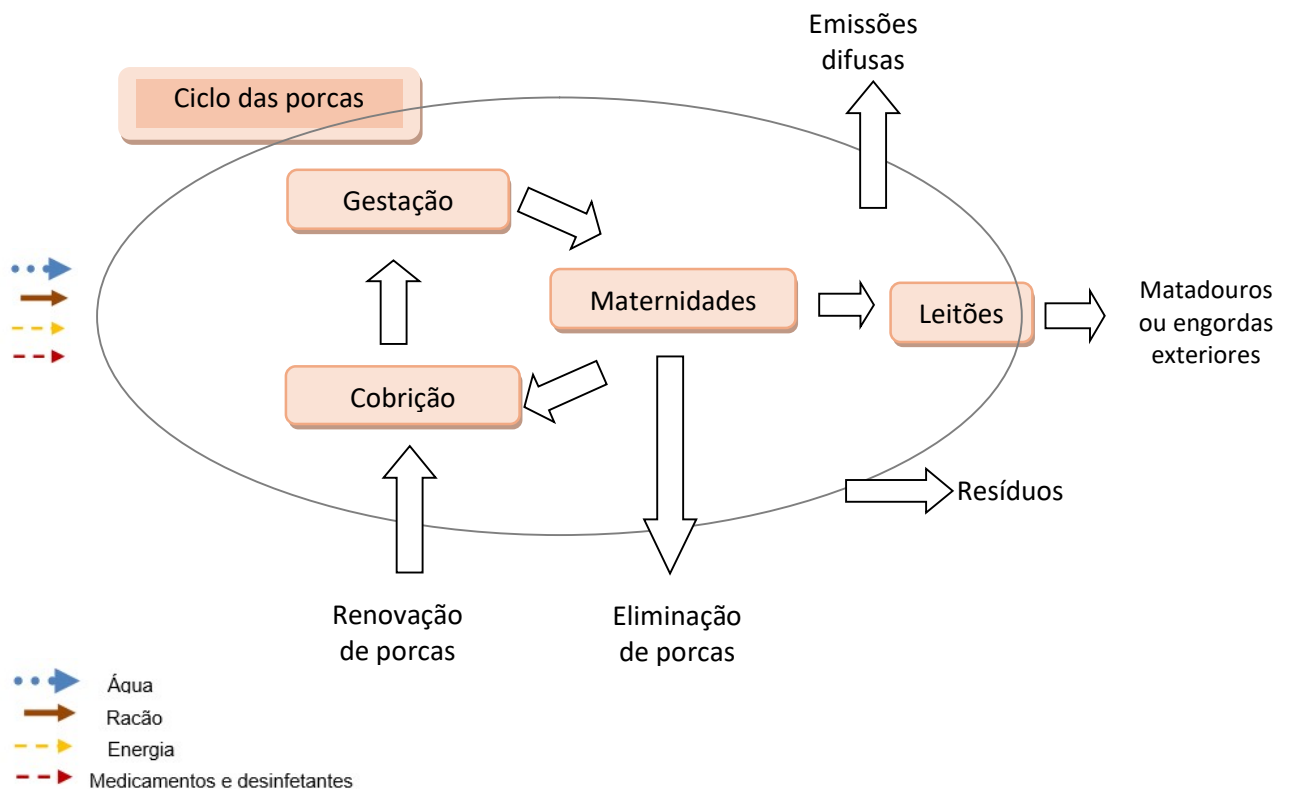 Emissões
difusas
Ciclo das porcas
Gestação
Maternidades
Leitões
Matadouros
ou engordas
exteriores
Cobrição
Resíduos
Renovação
de porcas
Eliminação
de porcas
Água
Racão
Energia
Medicamentos e desinfetantes